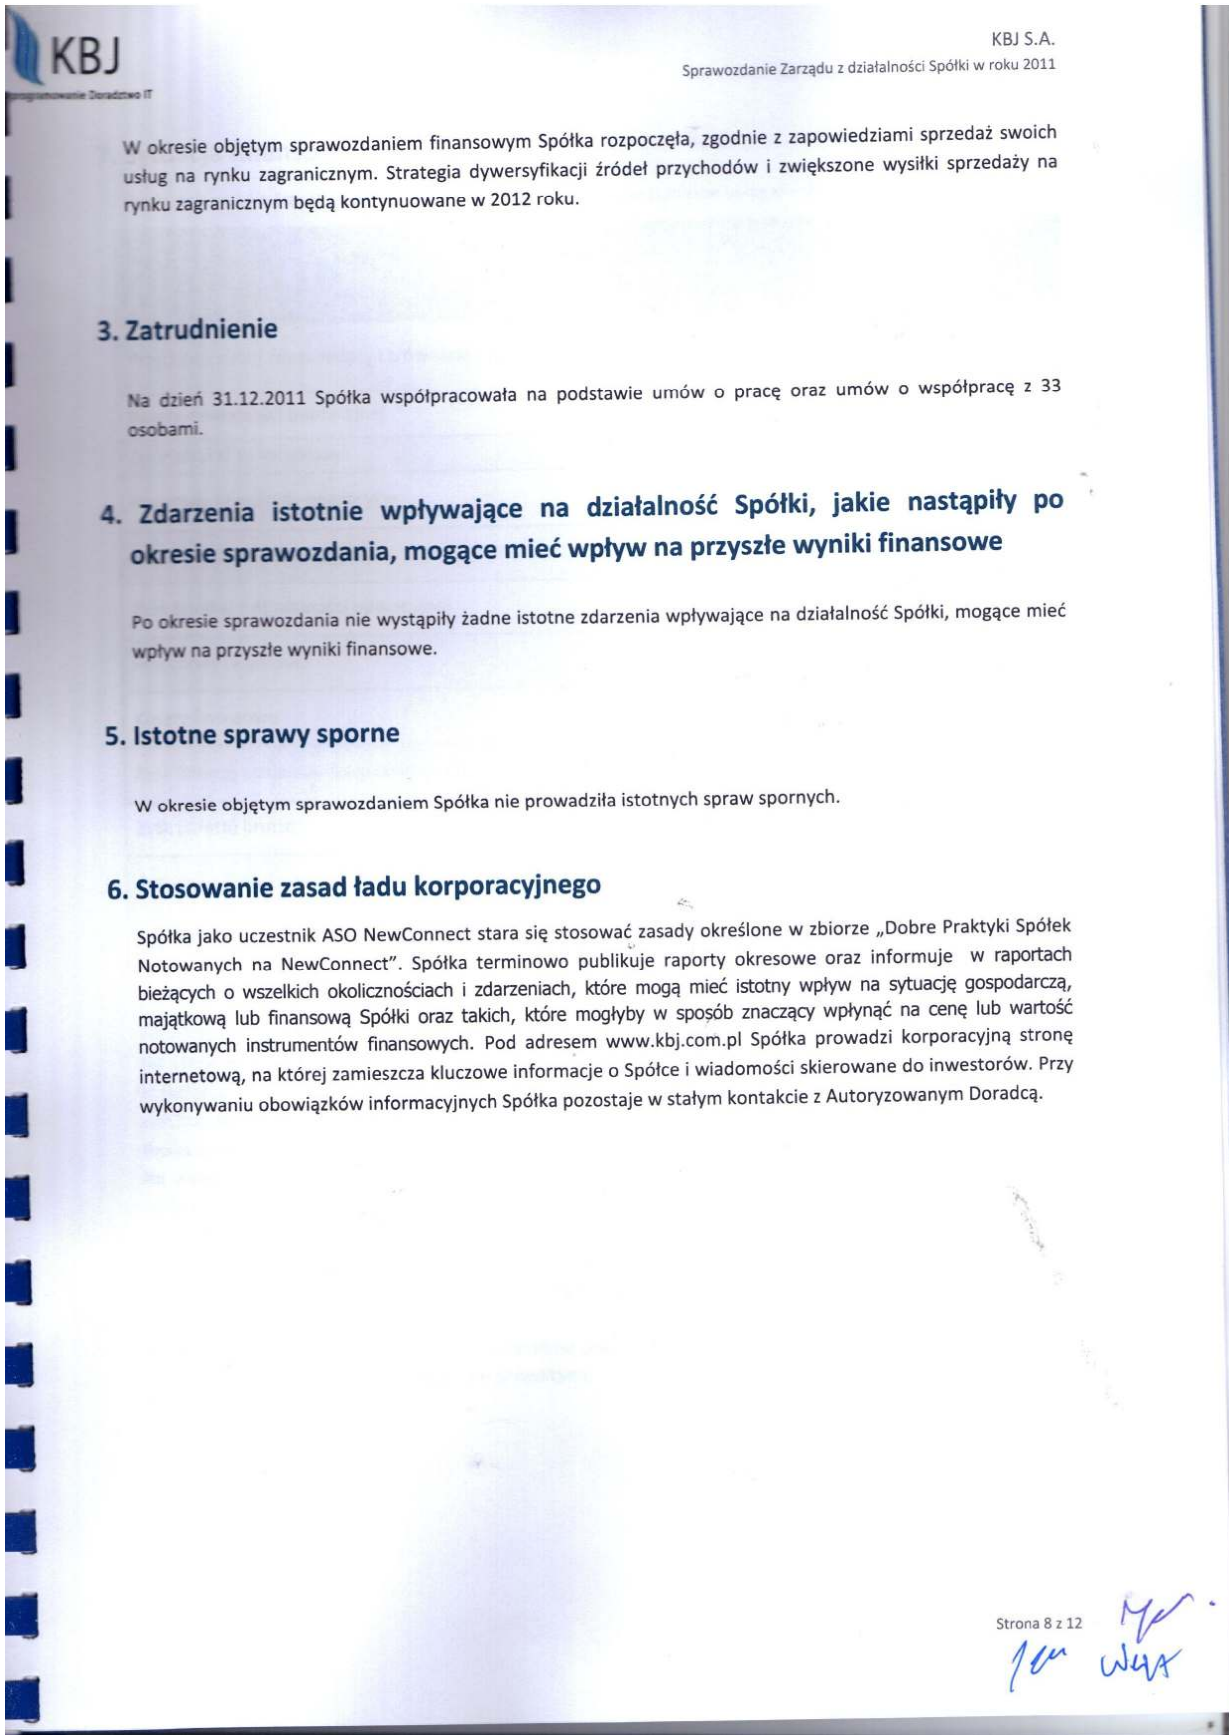 KBJ
programowanie Doradztwo IT
KBJ S.A.
Sprawozdanie Zarządu z działalności Spółki w roku 2011
W okresie objętym sprawozdaniem finansowym Spółka rozpoczęła, zgodnie z zapowiedziami sprzedaż swoich
usług na rynku zagranicznym. Strategia dywersyfikacji źródeł przychodów i zwiększone wysiłki sprzedaży na
rynku zagranicznym będą kontynuowane w 2012 roku.
3. Zatrudnienie
Na dzień 31.12.2011 Spółka współpracowała na podstawie umów o pracę oraz umów o współpracę z 33
osobami.
4. Zdarzenia istotnie wpływające na działalność Spółki, jakie nastąpiły po
okresie sprawozdania, mogące mieć wpływ na przyszłe wyniki finansowe
Po okresie sprawozdania nie wystąpiły żadne istotne zdarzenia wpływające na działalność Spółki, mogące mieć
wpływ na przyszłe wyniki finansowe.
5. Istotne sprawy sporne
W okresie objętym sprawozdaniem Spółka nie prowadziła istotnych spraw spornych.
6. Stosowanie zasad ładu korporacyjnego
Spółka jako uczestnik ASO NewConnect stara się stosować zasady określone w zbiorze „Dobre Praktyki Spółek
Notowanych na NewConnect”. Spółka terminowo publikuje raporty okresowe oraz informuje w raportach
bieżących o wszelkich okolicznościach i zdarzeniach, które mogą mieć istotny wpływ na sytuację gospodarczą,
majątkową lub finansową Spółki oraz takich, które mogłyby w sposób znaczący wpłynąć na cenę lub wartość
notowanych instrumentów finansowych. Pod adresem www.kbj.com.pl Spółka prowadzi korporacyjną stronę
internetową, na której zamieszcza kluczowe informacje o Spółce i wiadomości skierowane do inwestorów. Przy
wykonywaniu obowiązków informacyjnych Spółka pozostaje w stałym kontakcie z Autoryzowanym Doradcą.
Strona 8 z 12